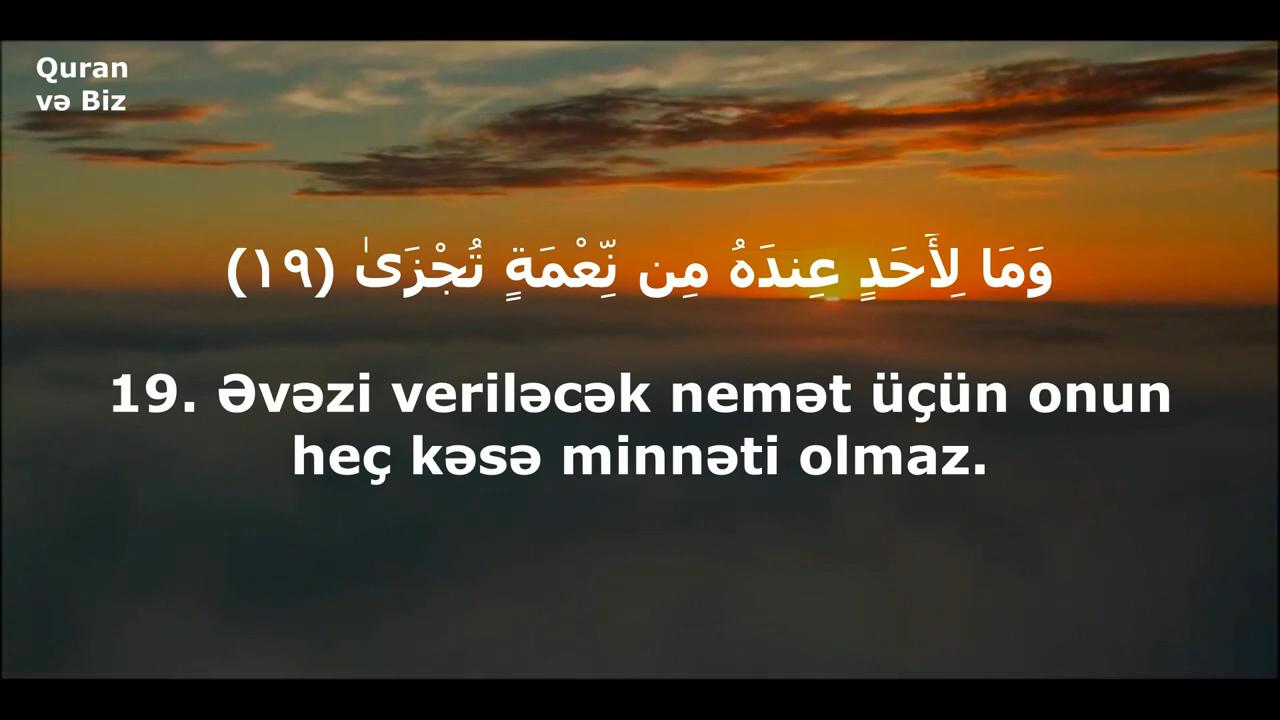 Quran
və Biz
وَمَا لِأَحَدٍ عِندَهُ مِن نِّعْمَةٍ تُجْزَىٰ (١٩)
19. Əvəzi veriləcək nemət üçün onun
heç kəsə minnəti olmaz.